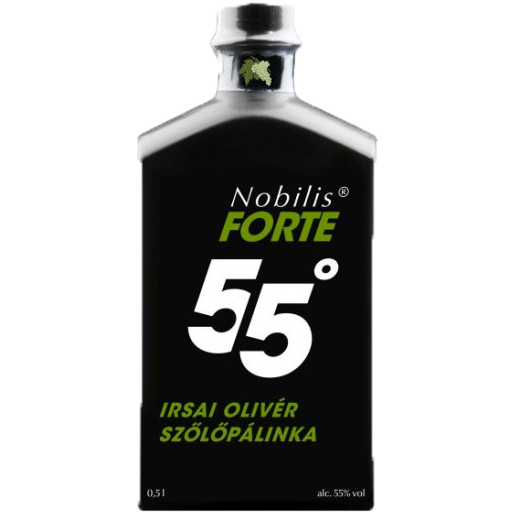 Nobilis®
FORTE
55°
IRSAI OLIVÉR
SZŐLŐPÁLINKA
0,5 l
alc. 55% vol